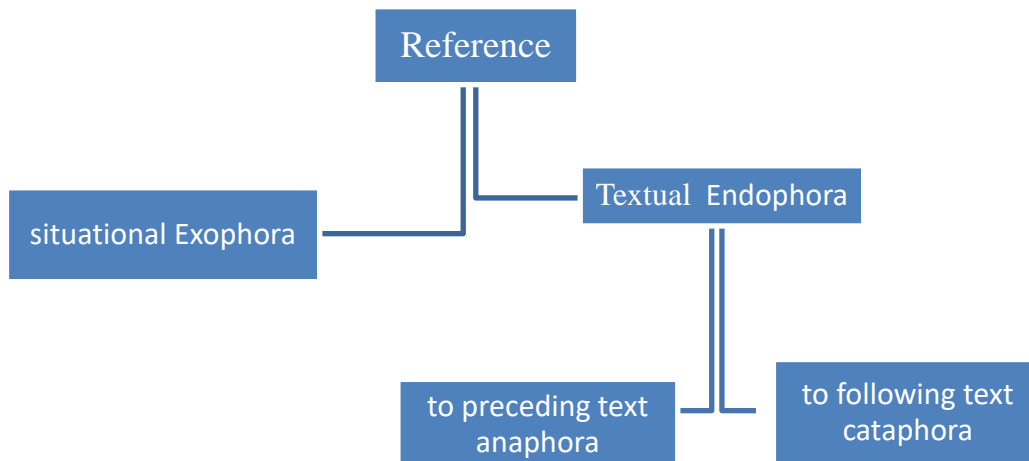 Reference
Textual Endophora
situational Exophora
to preceding text
anaphora
to following text
cataphora